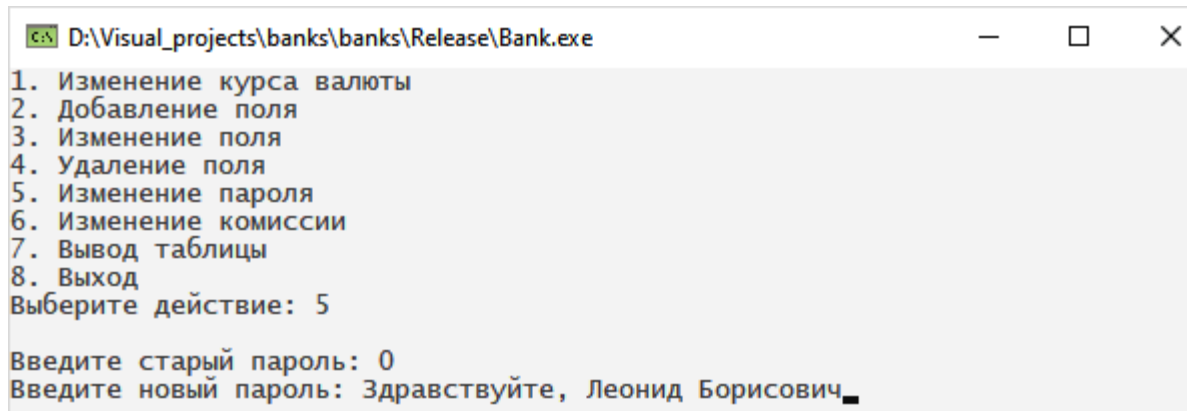 D:\Visual_projects\banks\banks\Release\Bank.exe
1. Изменение курса валюты
2. Добавление поля
3. Изменение поля
4. Удаление поля
5. Изменение пароля
6. Изменение комиссии
7. Вывод таблицы
8. Выход
Выберите действие: 5
Введите старый пароль: 0
Введите новый пароль: Здравствуйте, Леонид Борисович